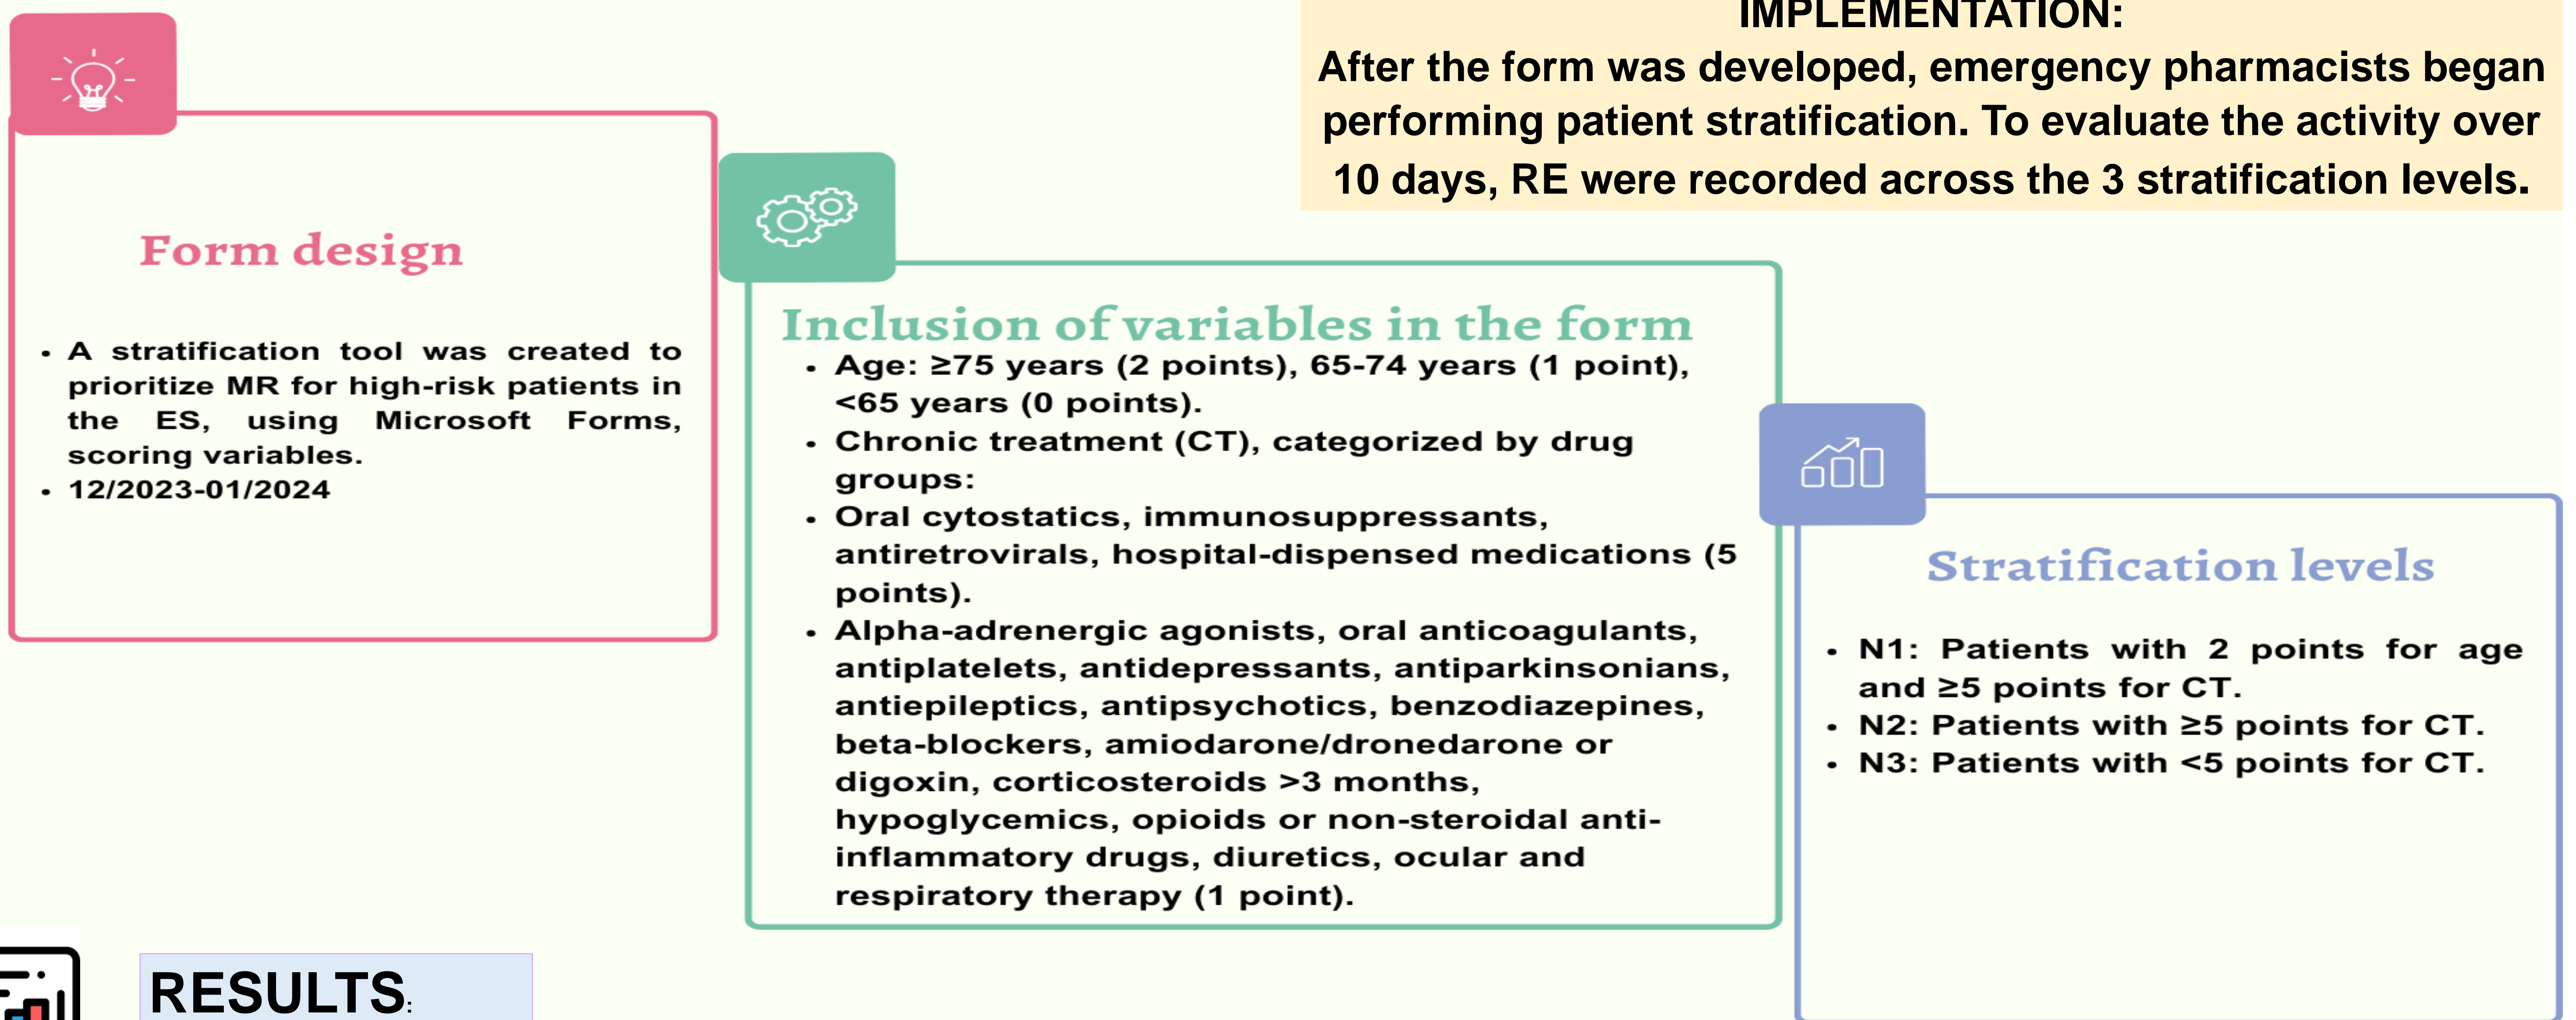 IMPLEMENTATION:
After the form was developed, emergency pharmacists began
performing patient stratification. To evaluate the activity over
10 days, RE were recorded across the 3 stratification levels.
Form design
• A stratification tool was created to
prioritize MR for high-risk patients in
the ES, using Microsoft Forms,
scoring variables.
• 12/2023-01/2024
Inclusion of variables in the form
• Age: ≥75 years (2 points), 65-74 years (1 point),
<65 years (0 points).
• Chronic treatment (CT), categorized by drug
groups:
• Oral cytostatics, immunosuppressants,
antiretrovirals, hospital-dispensed medications (5
points).
• Alpha-adrenergic agonists, oral anticoagulants,
antiplatelets, antidepressants, antiparkinsonians,
antiepileptics, antipsychotics, benzodiazepines,
beta-blockers, amiodarone/dronedarone or
digoxin, corticosteroids >3 months,
hypoglycemics, opioids or non-steroidal anti-
inflammatory drugs, diuretics, ocular and
respiratory therapy (1 point).
Stratification levels
• N1: Patients with 2 points for age
and ≥5 points for CT.
• N2: Patients with ≥5 points for CT.
• N3: Patients with <5 points for CT.
RESULTS: